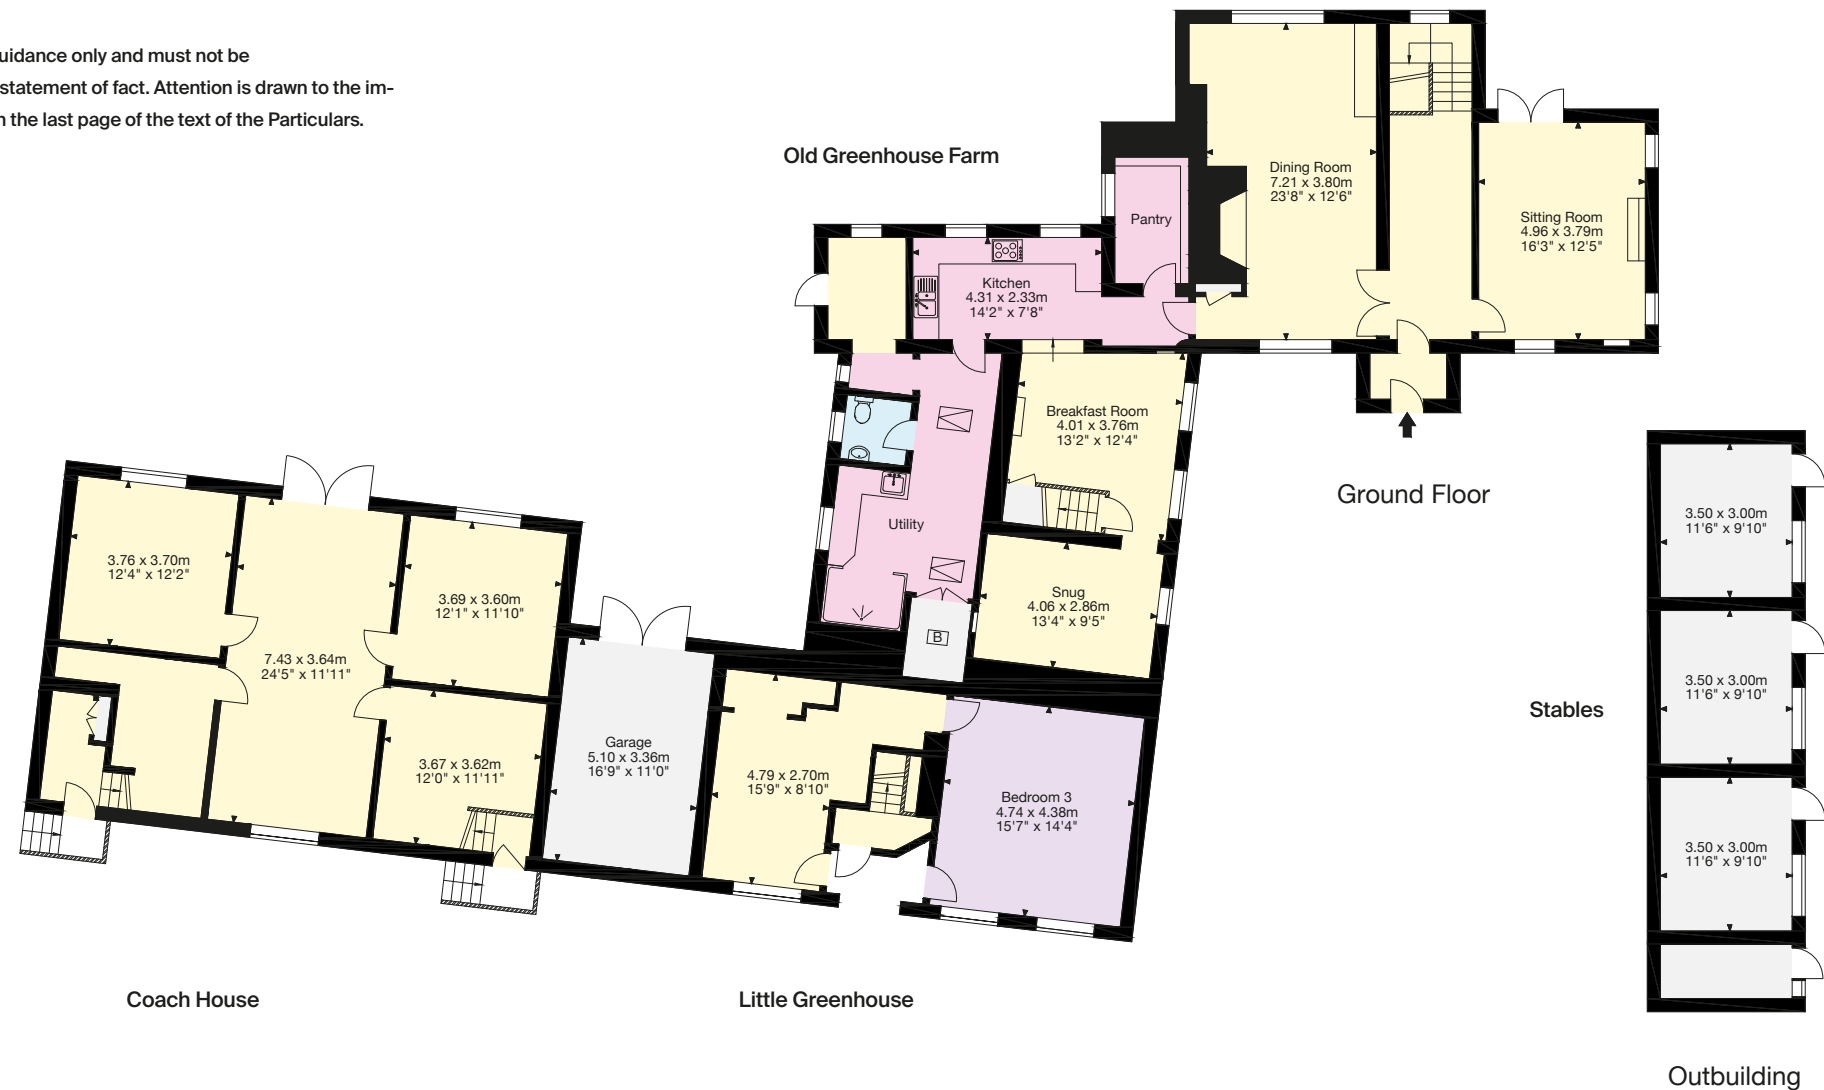 uidance only and must not be
statement of fact. Attention is drawn to the im-
n the last page of the text of the Particulars.
Old Greenhouse Farm
Dining Room
7.21 x 3.80m
23'8" x 12'6"
Pantry
Sitting Room
4.96 x 3.79m
16'3" x 12'5"
Kitchen
4.31 x 2.33m
14'2" x 7'8"
Breakfast Room
4.01 x 3.76m
13'2" x 12'4"
Ground Floor
Utility
Snug
4.06 x 2.86m
13'4" x 9'5"
B
3.76 x 3.70m
12'4" x 12'2"
3.69 x 3.60m
12'1" x 11'10"
7.43 x 3.64m
24'5" x 11'11"
3.67 x 3.62m
12'0" x 11'11"
Garage
5.10 x 3.36m
16'9" x 11'0"
4.79 x 2.70m
15'9" x 8'10"
Bedroom 3
4.74 x 4.38m
15'7" x 14'4"
3.50 x 3.00m
11'6" x 9'10"
3.50 x 3.00m
11'6" x 9'10"
Stables
3.50 x 3.00m
11'6" x 9'10"
Coach House
Little Greenhouse
Outbuilding